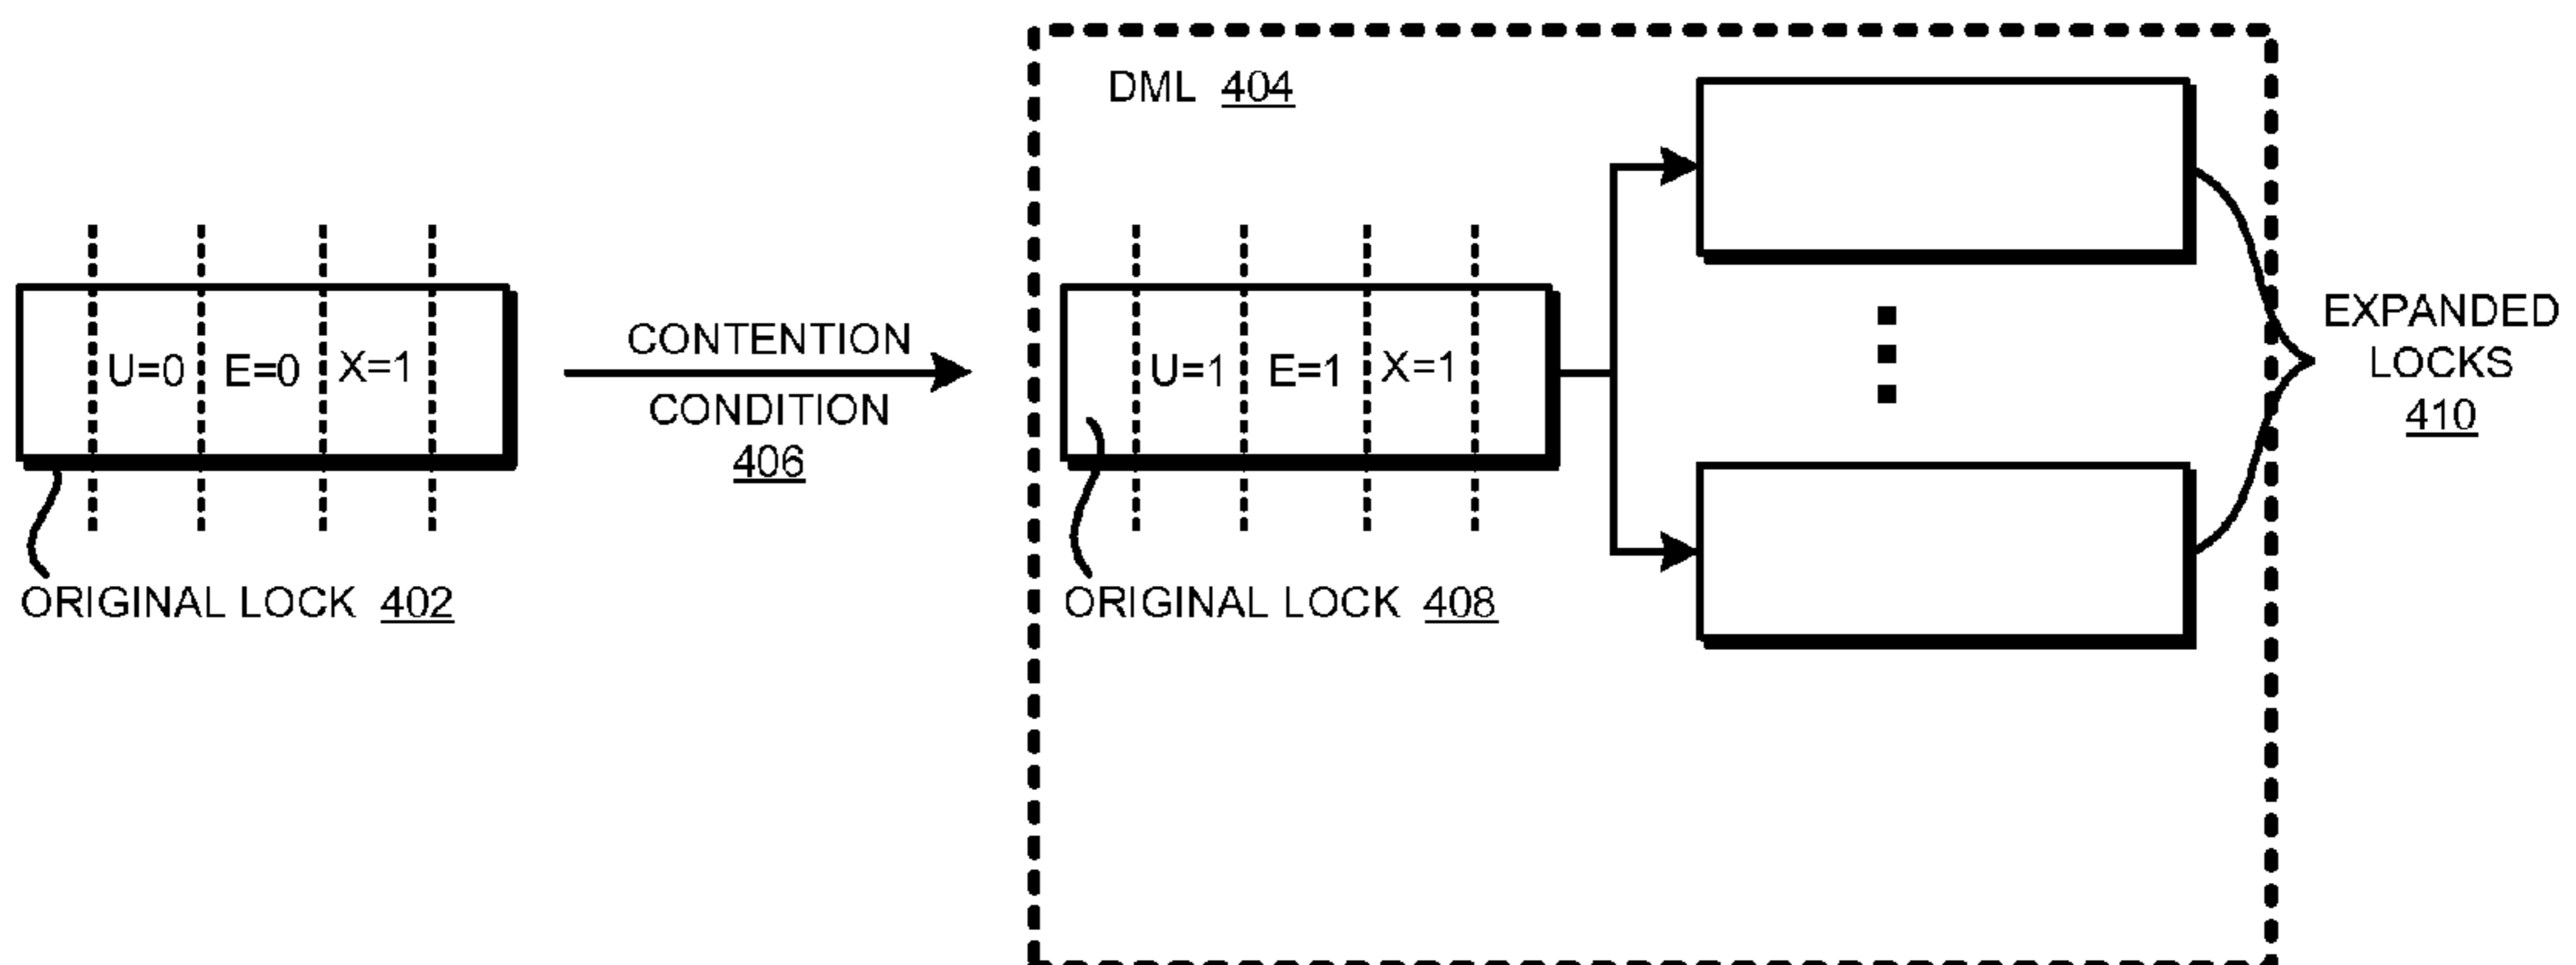 DML 404
U=0 E=0 X=1
CONTENTION
CONDITION
406
U=1 E=1 X=1
EXPANDED
LOCKS
410
ORIGINAL LOCK 402
ORIGINAL LOCK 408